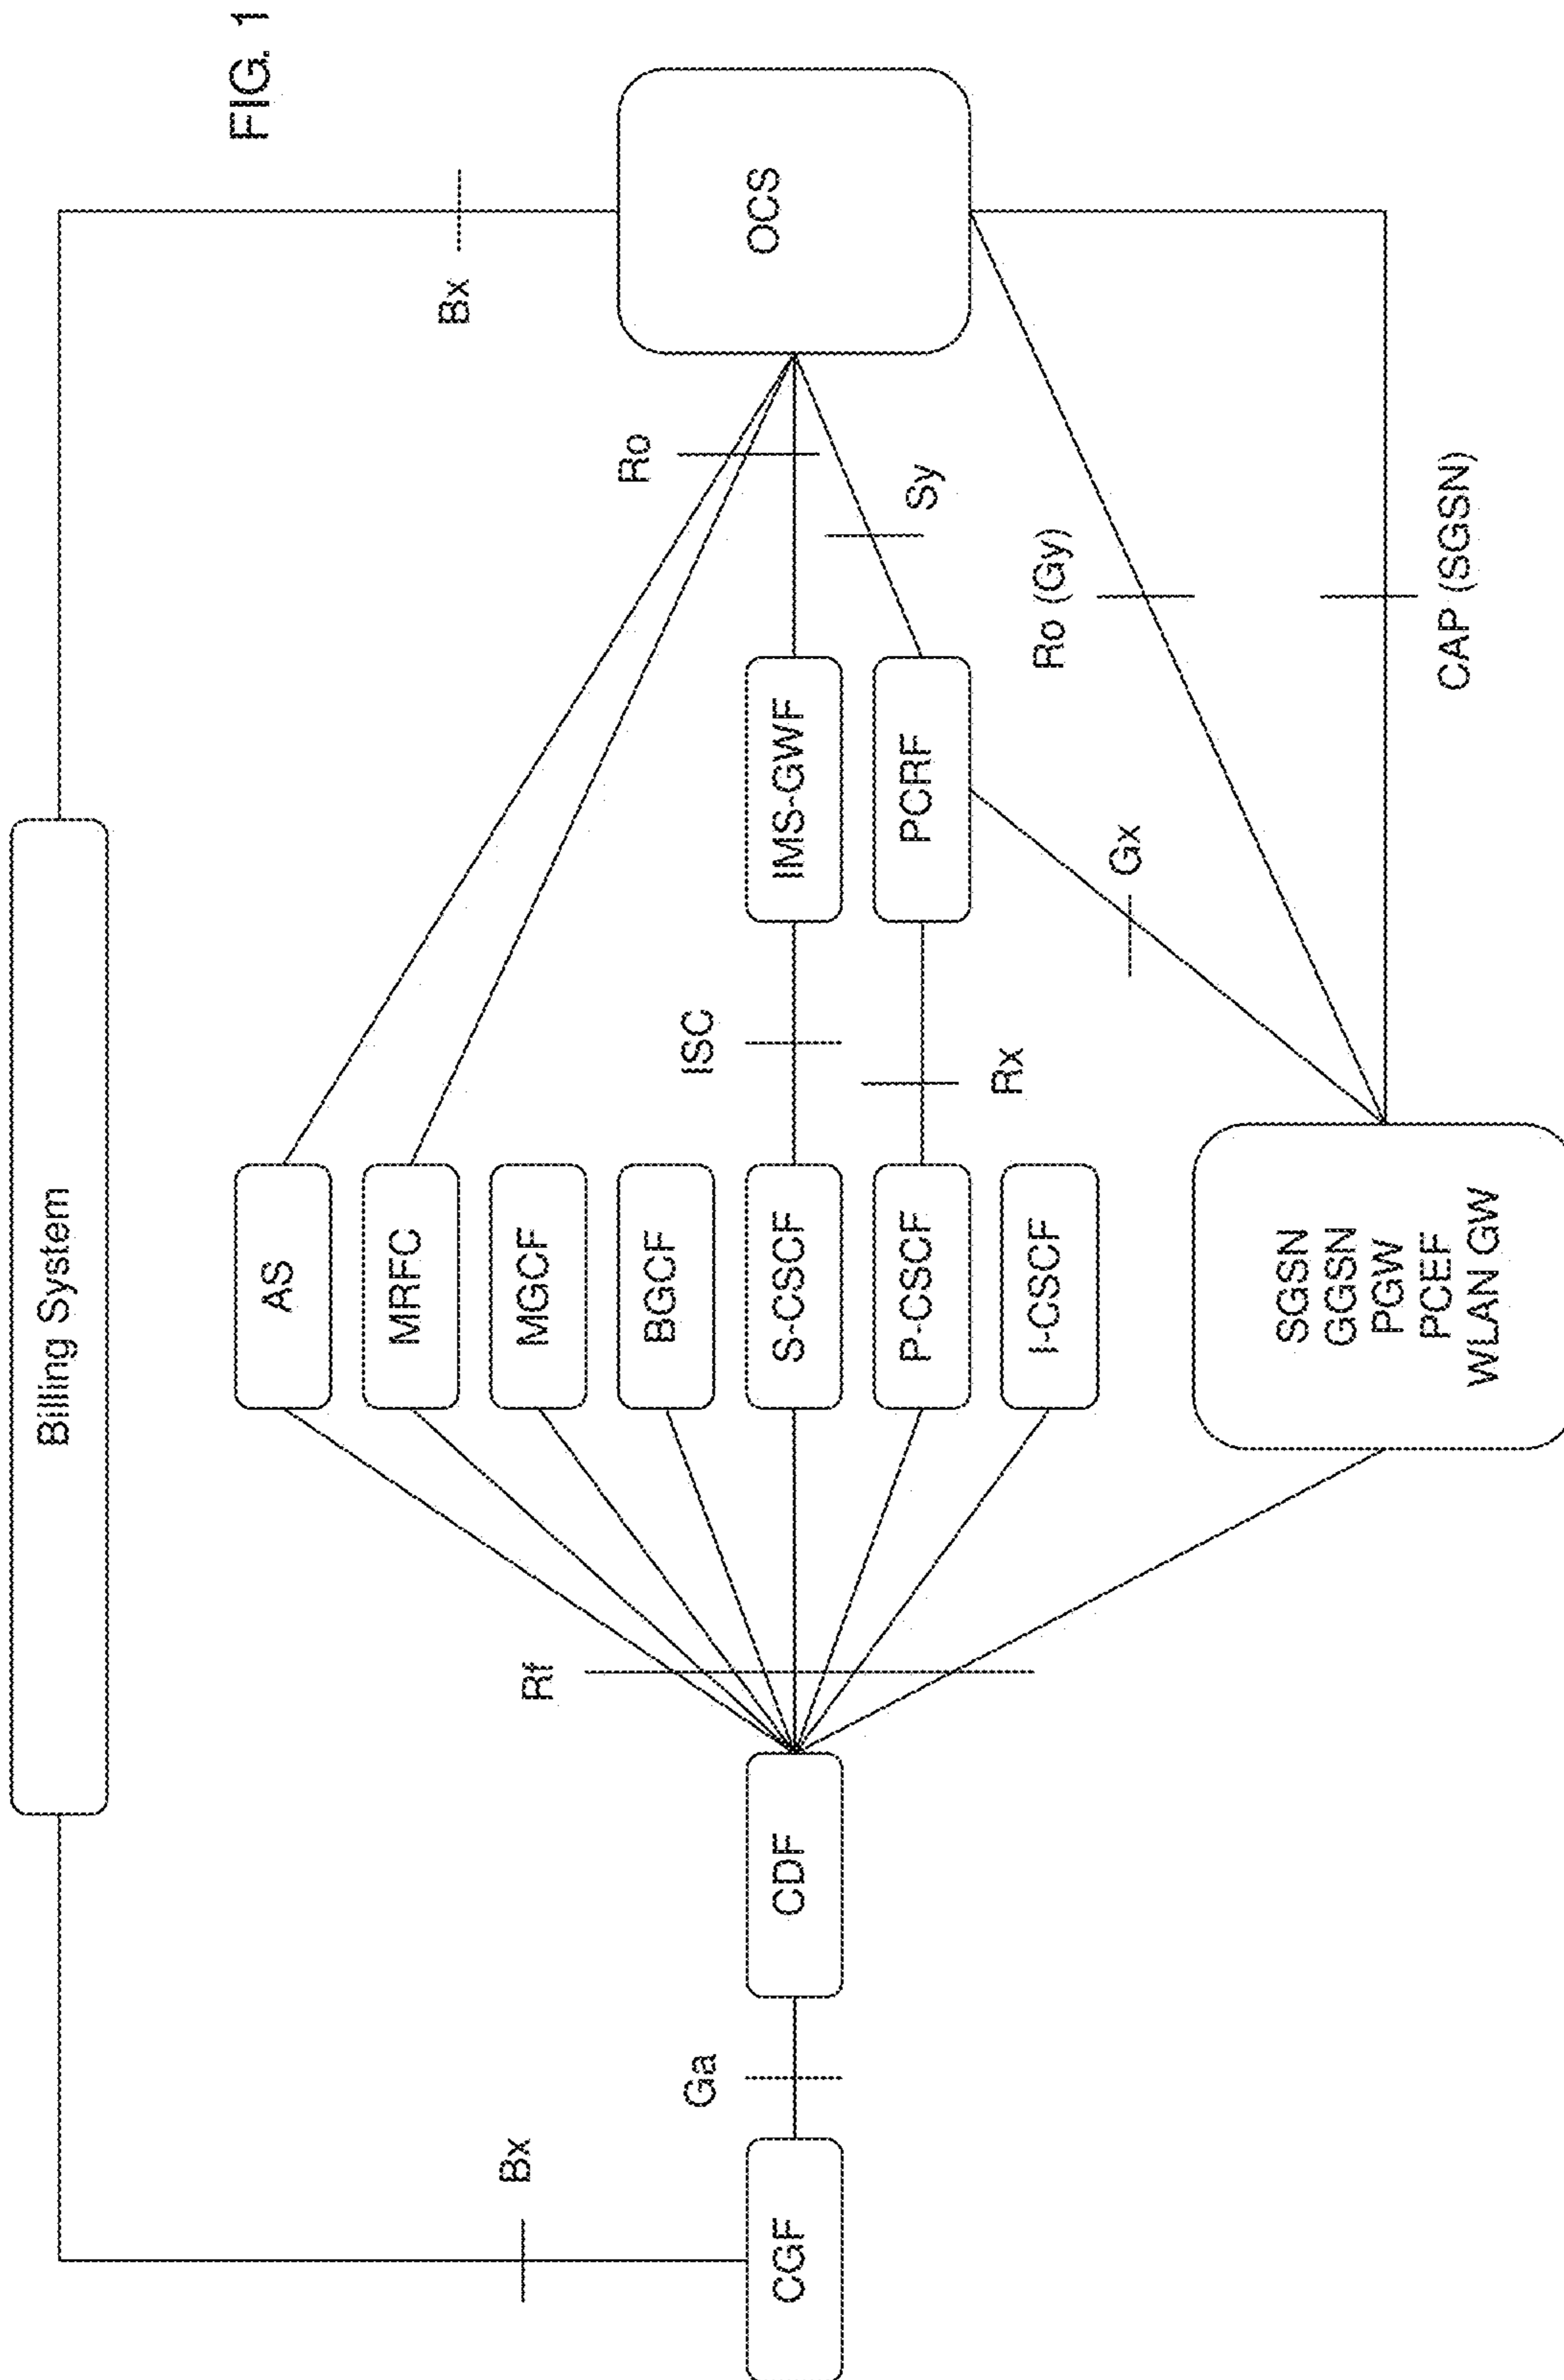 FIG. 1
Billing System
Bx
Bx
AS
MRFC
MGCF
BGCF
S-CSCF
P-CSCF
I-CSCF
Rf
Ga
CGF
CDF
ISC
Rx
IMS-GWF
PCRF
Ro
Sy
OCS
Gx
Ro (Gy)
CAP (SGSN)
SGSN
GGSN
PGW
PCEF
WLAN GW